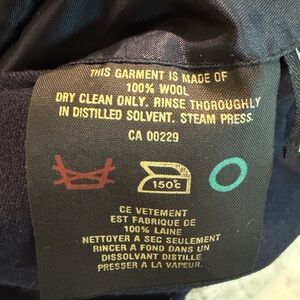 THIS GARMENT IS MADE OF
100% WOOL
DRY CLEAN ONLY. RINSE THOROUGHLY
IN DISTILLED SOLVENT. STEAM PRESS.
CA 00229
150°c
CE VETEMENT
EST FABRIQUE DE
100% LAINE
NETTOYER A SEC SEULEMENT
RINCER A FOND DANS UN
DISSOLVANT DISTILLE
PRESSER A LA VAPEUR.